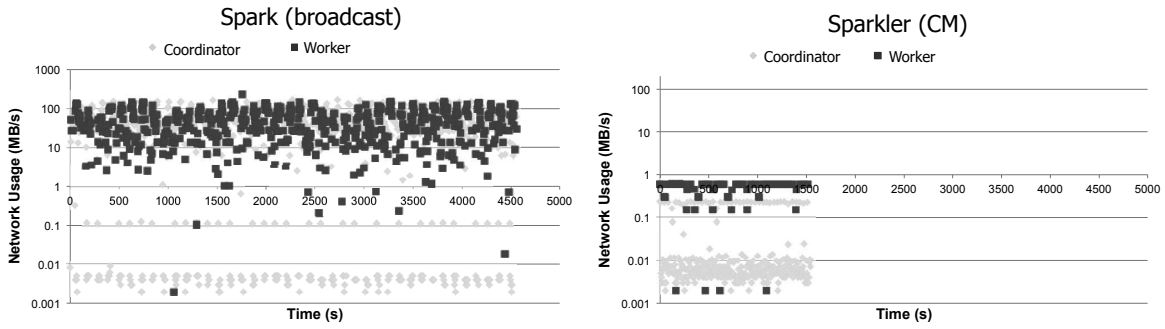 Spark (broadcast)
Coordinator Worker
Network Usage (MB/s)
1000
100
10
1
0.1
0.01
0.001
0 500 1000 1500 2000 2500 3000 3500 4000 4500 5000
Time (s)
Sparkler (CM)
Coordinator Worker
Network Usage (MB/s)
100
10
1
0.1
0.01
0.001
0 500 1000 1500 2000 2500 3000 3500 4000 4500 5000
Time (s)